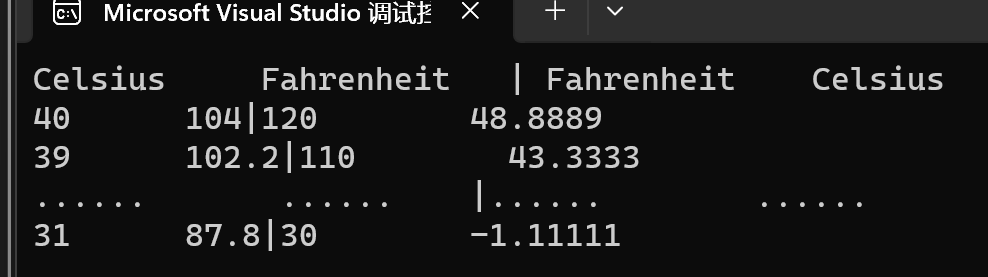 Microsoft Visual Studio 调试
Celsius Fahrenheit | Fahrenheit Celsius
40 104|120 48.8889
39 102.2|110 43.3333
...... ...... |...... ......
31 87.8|30 -1.11111